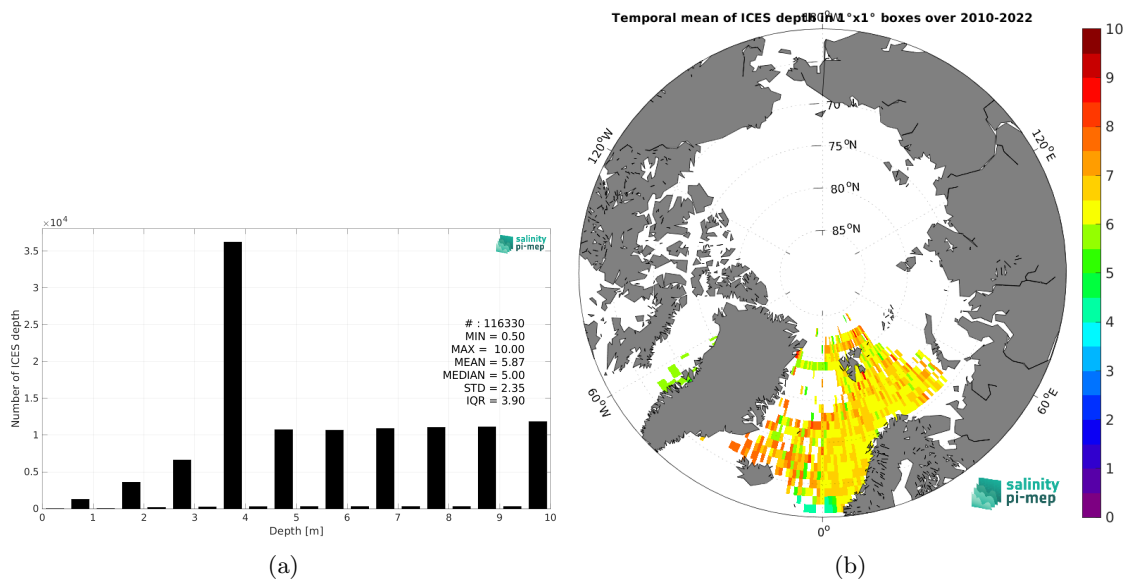 Temporal mean of ICES depth in 1°x1° boxes over 2010-2022
180°W
70°N
75°N
80°N
85°N
120°W
120°E
60°W
60°E
0°
10
9
8
7
6
5
4
3
2
1
0
salinity
pi-mep
×10⁴
3.5
3
2.5
2
1.5
1
0.5
0
Number of ICES depth
salinity
pi-mep
# : 116330
MIN = 0.50
MAX = 10.00
MEAN = 5.87
MEDIAN = 5.00
STD = 2.35
IQR = 3.90
0 1 2 3 4 5 6 7 8 9 10
Depth [m]
(a)
(b)